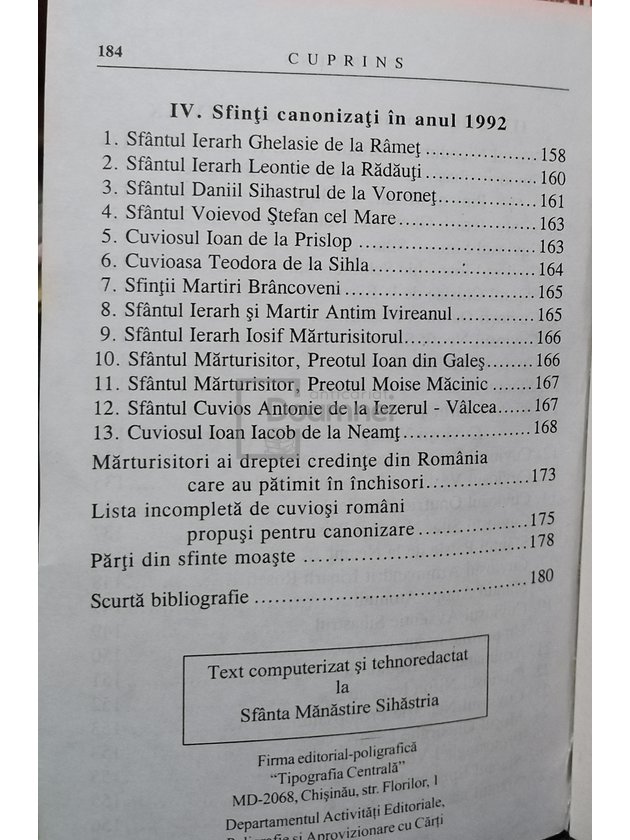 184
CUPRINS
IV. Sfinţi canonizaţi în anul 1992
1. Sfântul Ierarh Ghelasie de la Râmeţ ..................158
2. Sfântul Ierarh Leontie de la Rădăuţi ..................160
3. Sfântul Daniil Sihastrul de la Voroneţ..................161
4. Sfântul Voievod Ştefan cel Mare..........................163
5. Cuviosul Ioan de la Prislop ................................163
6. Cuvioasa Teodora de la Sihla..............................164
7. Sfinţii Martiri Brâncoveni ..................................165
8. Sfântul Ierarh şi Martir Antim Ivireanul ............165
9. Sfântul Ierarh Iosif Mărturisitorul......................166
10. Sfântul Mărturisitor, Preotul Ioan din Galeş........166
11. Sfântul Mărturisitor, Preotul Moise Măcinic ......167
12. Sfântul Cuvios Antonie de la Iezerul - Vâlcea......167
13. Cuviosul Ioan Iacob de la Neamţ......................168
anticariat
Doamnei
Mărturisitori ai dreptei credinţe din România
care au pătimit în închisori..................173
Lista incompletă de cuvioşi români
propuşi pentru canonizare ....................175
Părţi din sfinte moaşte ....................................178
Scurtă bibliografie ..........................................180
Text computerizat şi tehnoredactat
la
Sfânta Mănăstire Sihăstria
Firma editorial-poligrafică
“Tipografia Centrală”
MD-2068, Chişinău, str. Florilor, 1
Departamentul Activităţi Editoriale,
Poligrafie şi Aprovizionare cu Cărţi